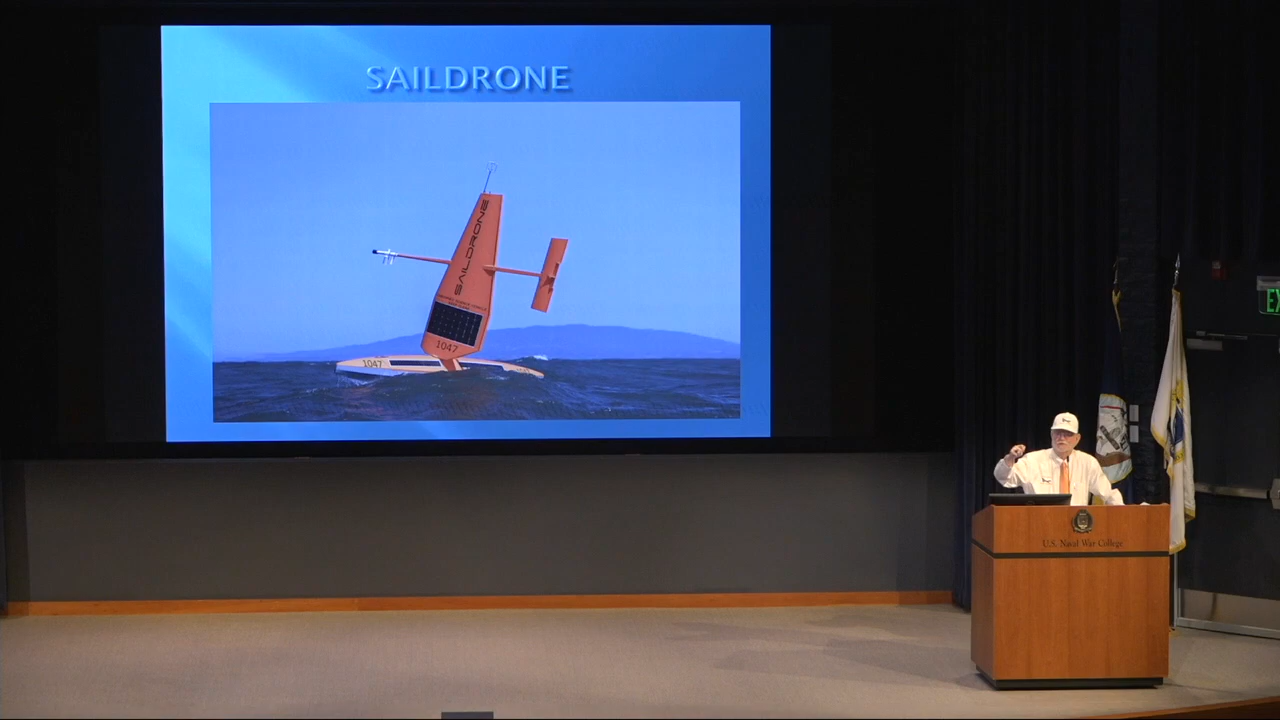 SAILDRONE
SAILDRONE
1047
1047
U.S. Naval War College
EX